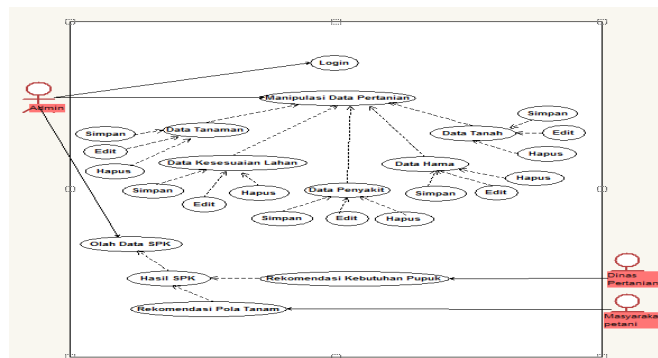 Login
Admin
Manipulasi Data Pertanian
Simpan
Data Tanaman
Data Tanah
Simpan
Edit
Edit
Hapus
Data Kesesuaian Lahan
Data Hama
Hapus
Simpan
Edit
Hapus
Data Penyakit
Simpan
Edit
Hapus
Simpan
Edit
Hapus
Olah Data SPK
Hasil SPK
Rekomendasi Kebutuhan Pupuk
Dinas
Pertanian
Rekomendasi Pola Tanam
Masyaraka
petani